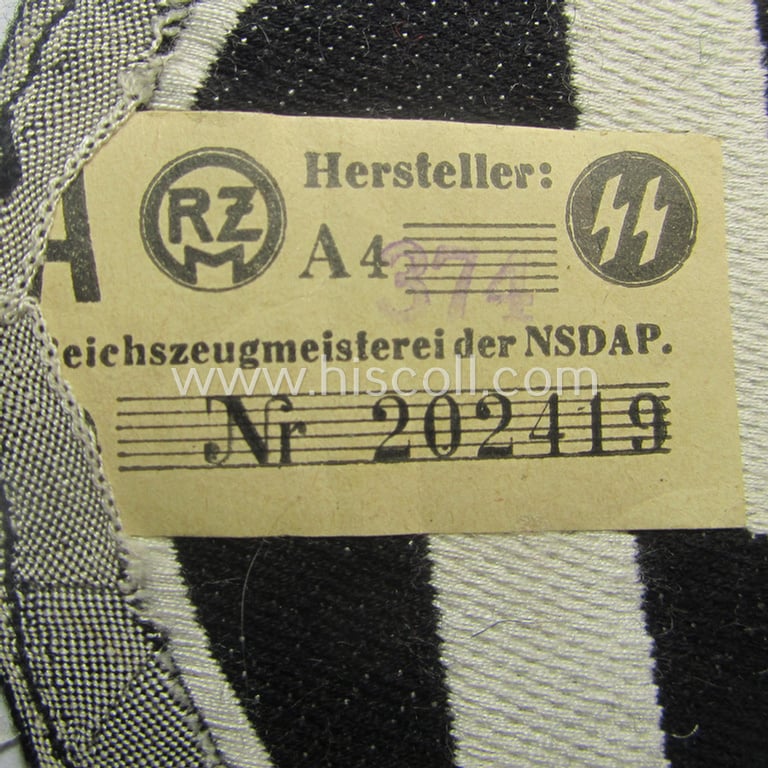 RZM
Hersteller:
A 4 374
eichszeugmeisterei der NSDAP.
www.hiscoll.com
Nr 202419